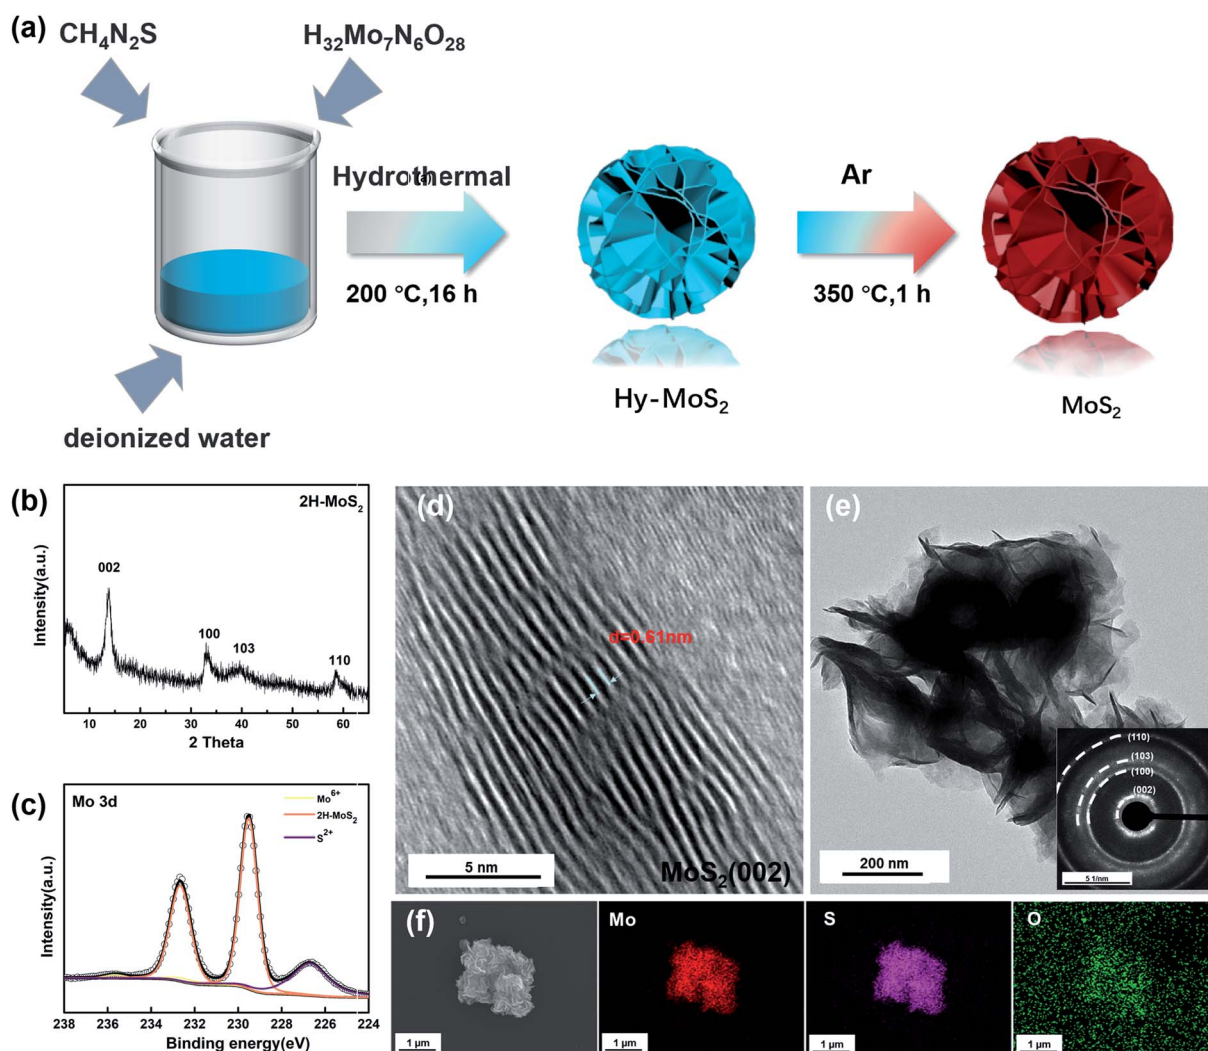 (a)
CH₄N₂S
H₃₂Mo₇N₆O₂₈
Hydrothermal
200 °C,16 h
Ar
350 °C,1 h
Hy-MoS₂
MoS₂
deionized water
(b)
2H-MoS₂
002
100
103
110
Intensity(a.u.)
10 20 30 40 50 60
2 Theta
(c)
Mo 3d
Mo⁶⁺
2H-MoS₂
S²⁺
Intensity(a.u.)
238 236 234 232 230 228 226 224
Binding energy(eV)
(d)
d=0.61nm
5 nm
MoS₂(002)
(e)
200 nm
(110)
(103)
(100)
(002)
5 1/nm
(f)
1 µm
Mo
1 µm
S
1 µm
O
1 µm